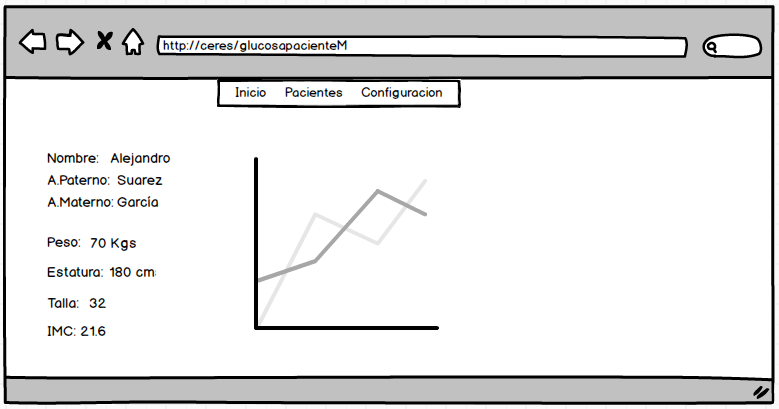 http://ceres/glucosapacienteM
Inicio Pacientes Configuracion
Nombre: Alejandro
A.Paterno: Suarez
A.Materno: García
Peso: 70 Kgs
Estatura: 180 cm
Talla: 32
IMC: 21.6